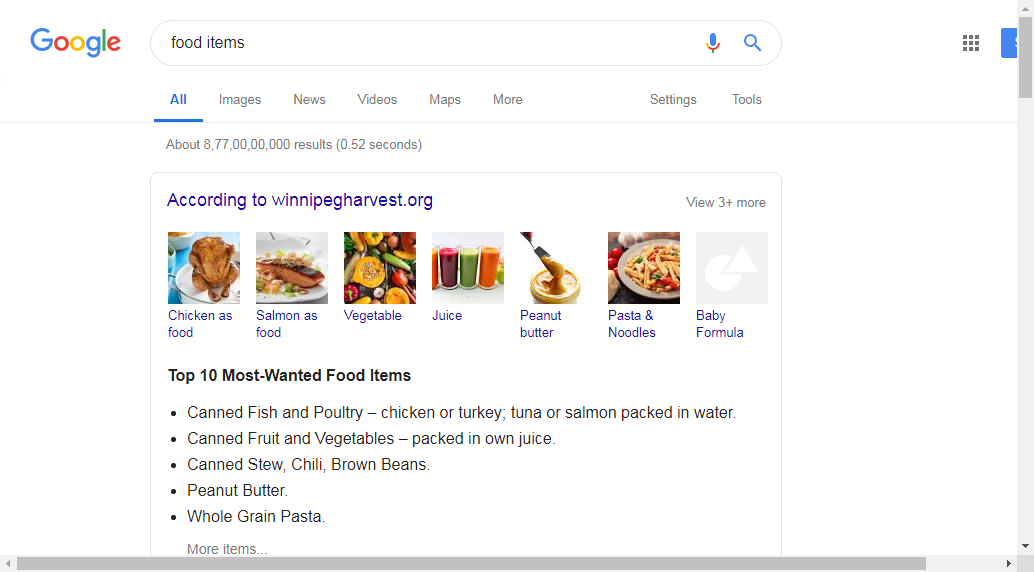 Google
food items
All Images News Videos Maps More Settings Tools
About 8,77,00,00,000 results (0.52 seconds)
According to winnipegharvest.org
View 3+ more
Chicken as food
Salmon as food
Vegetable
Juice
Peanut butter
Pasta & Noodles
Baby Formula
Top 10 Most-Wanted Food Items
• Canned Fish and Poultry – chicken or turkey; tuna or salmon packed in water.
• Canned Fruit and Vegetables – packed in own juice.
• Canned Stew, Chili, Brown Beans.
• Peanut Butter.
• Whole Grain Pasta.
More items...